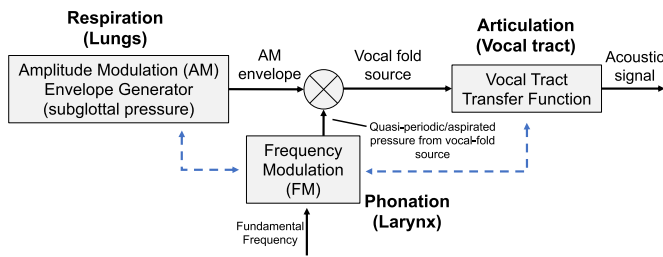 Respiration
(Lungs)
Amplitude Modulation (AM)
Envelope Generator
(subglottal pressure)
AM
envelope
Vocal fold
source
Articulation
(Vocal tract)
Vocal Tract
Transfer Function
Acoustic
signal
Quasi-periodic/aspirated
pressure from vocal-fold
source
Frequency
Modulation
(FM)
Phonation
(Larynx)
Fundamental
Frequency